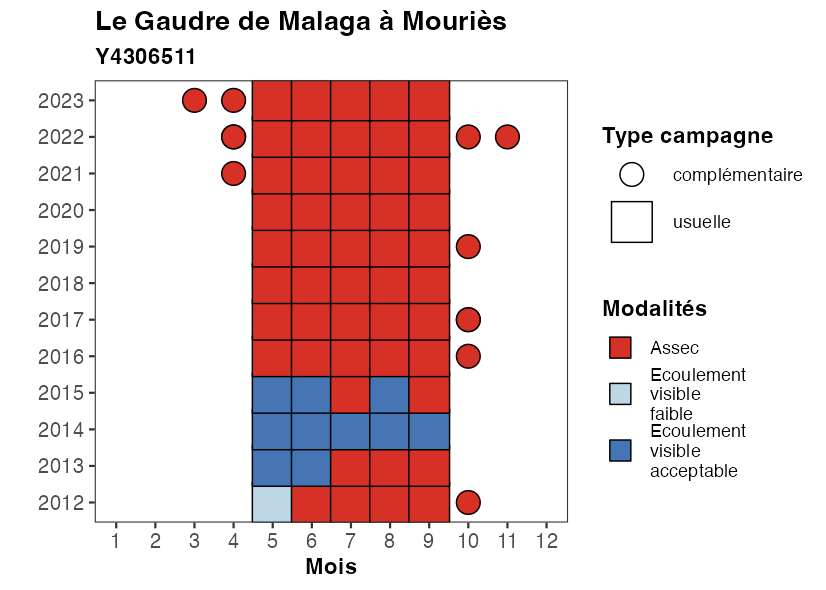 Le Gaudre de Malaga à Mouriès
Y4306511
2023
2022
2021
2020
2019
2018
2017
2016
2015
2014
2013
2012
1 2 3 4 5 6 7 8 9 10 11 12
Mois
Type campagne
complémentaire
usuelle
Modalités
Assec
Ecoulement
visible
faible
Ecoulement
visible
acceptable